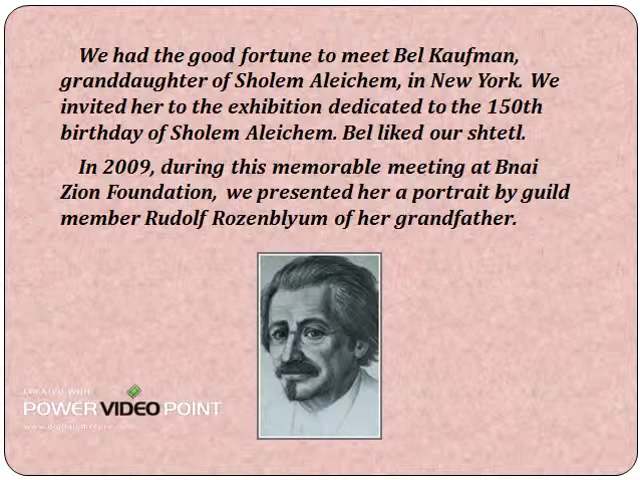 We had the good fortune to meet Bel Kaufman,
granddaughter of Sholem Aleichem, in New York. We
invited her to the exhibition dedicated to the 150th
birthday of Sholem Aleichem. Bel liked our shtetl.
In 2009, during this memorable meeting at Bnai
Zion Foundation, we presented her a portrait by guild
member Rudolf Rozenblyum of her grandfather.
CREATED WITH
POWER VIDEO POINT